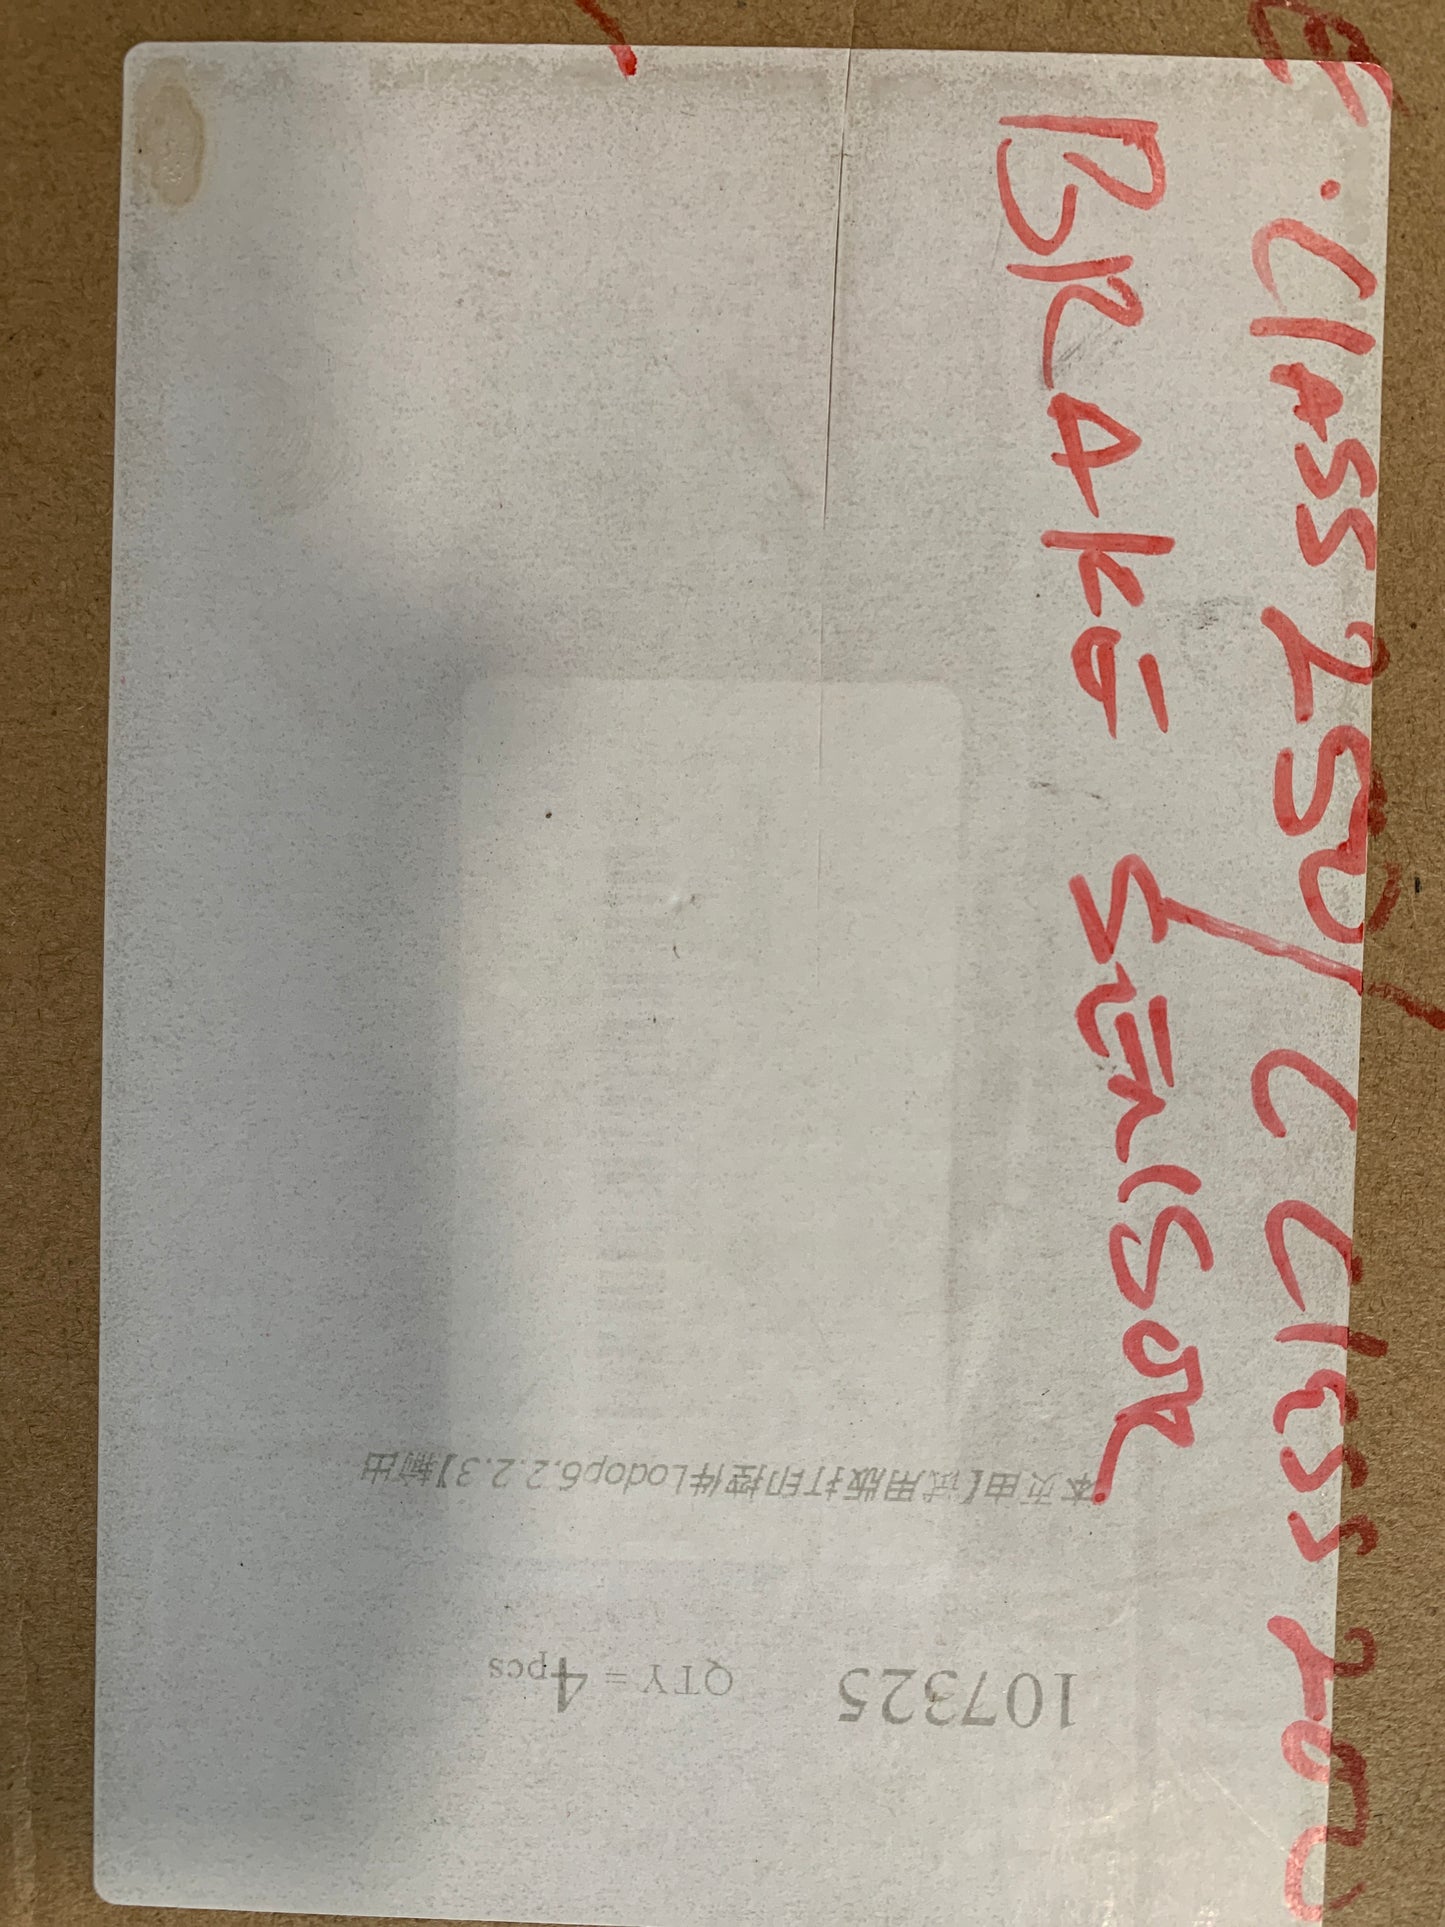 E. Class 250/ C Class 200
BRAKE SENSOR
本页由【试用版打印控件Lodop6.2.2.3】输出
107325 QTY = 4pcs